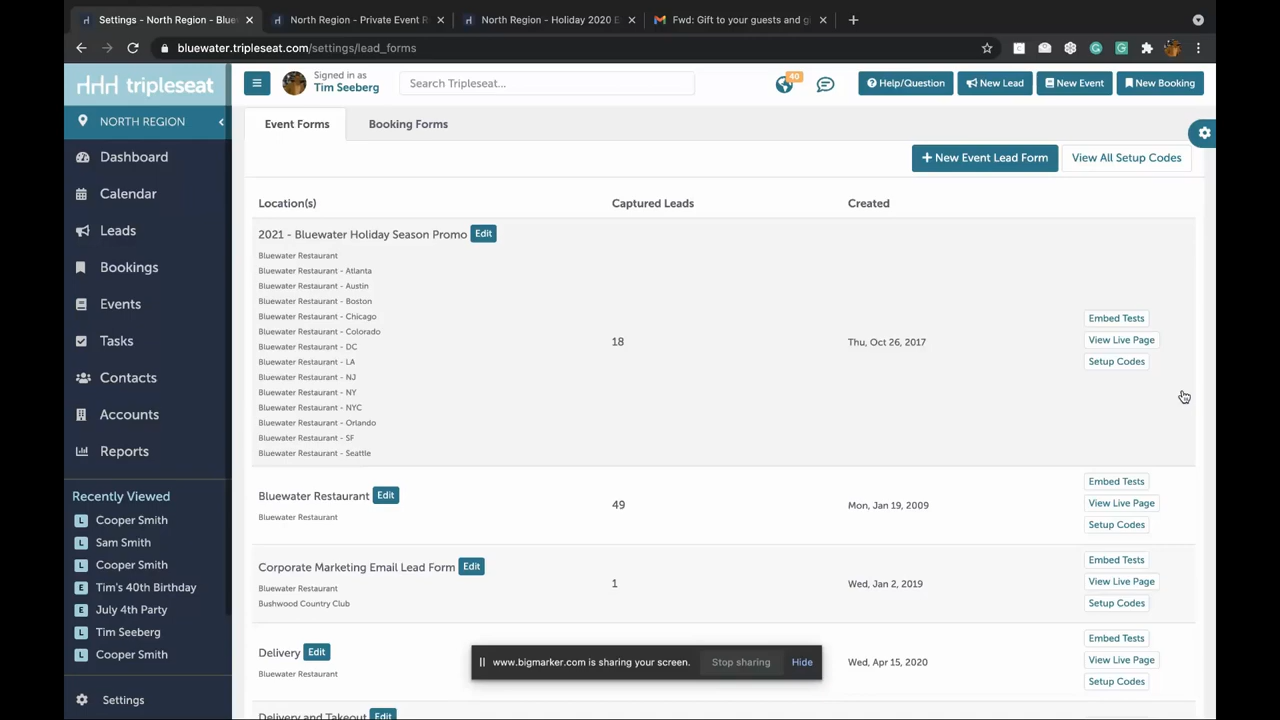 Settings - North Region - Blue
North Region - Private Event R
North Region - Holiday 2020 E
Fwd: Gift to your guests and g
bluewater.tripleseat.com/settings/lead_forms
tripleseat
Signed in as
Tim Seeberg
Search Tripleseat...
40
Help/Question
New Lead
New Event
New Booking
NORTH REGION
Dashboard
Calendar
Leads
Bookings
Events
Tasks
Contacts
Accounts
Reports
Recently Viewed
L Cooper Smith
L Sam Smith
L Cooper Smith
E Tim's 40th Birthday
E July 4th Party
L Tim Seeberg
L Cooper Smith
Settings
Event Forms
Booking Forms
+ New Event Lead Form
View All Setup Codes
Location(s)
Captured Leads
Created
2021 - Bluewater Holiday Season Promo Edit
Bluewater Restaurant
Bluewater Restaurant - Atlanta
Bluewater Restaurant - Austin
Bluewater Restaurant - Boston
Bluewater Restaurant - Chicago
Bluewater Restaurant - Colorado
Bluewater Restaurant - DC
Bluewater Restaurant - LA
Bluewater Restaurant - NJ
Bluewater Restaurant - NY
Bluewater Restaurant - NYC
Bluewater Restaurant - Orlando
Bluewater Restaurant - SF
Bluewater Restaurant - Seattle
18
Thu, Oct 26, 2017
Embed Tests
View Live Page
Setup Codes
Bluewater Restaurant Edit
Bluewater Restaurant
49
Mon, Jan 19, 2009
Embed Tests
View Live Page
Setup Codes
Corporate Marketing Email Lead Form Edit
Bluewater Restaurant
Bushwood Country Club
1
Wed, Jan 2, 2019
Embed Tests
View Live Page
Setup Codes
Delivery Edit
Bluewater Restaurant
Wed, Apr 15, 2020
Embed Tests
View Live Page
Setup Codes
Delivery and Takeout Edit
www.bigmarker.com is sharing your screen.
Stop sharing
Hide